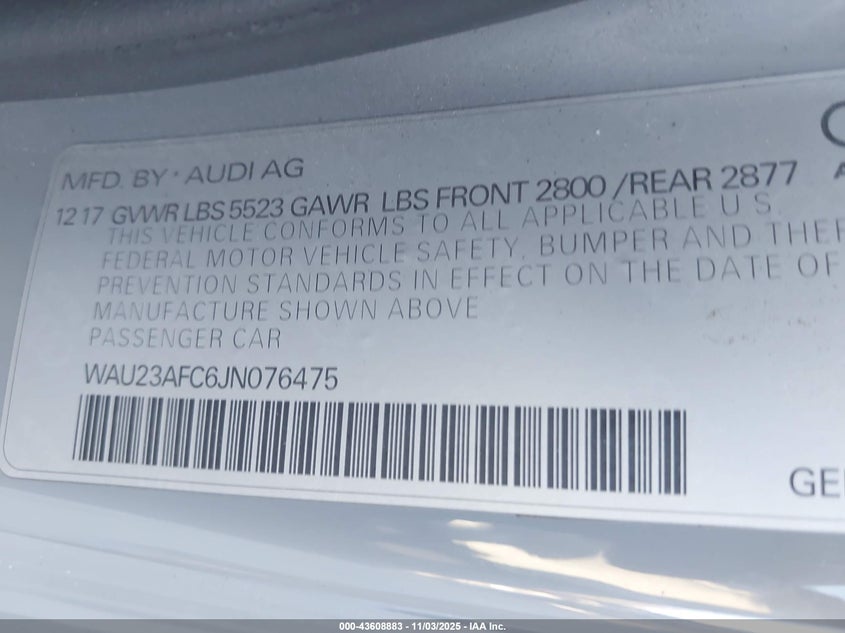 MFD. BY · AUDI AG
12 17 GVWR LBS 5523 GAWR LBS FRONT 2800 /REAR 2877
THIS VEHICLE CONFORMS TO ALL APPLICABLE U S
FEDERAL MOTOR VEHICLE SAFETY, BUMPER AND THEF
PREVENTION STANDARDS IN EFFECT ON THE DATE OF
MANUFACTURE SHOWN ABOVE
PASSENGER CAR
WAU23AFC6JN076475
GE
000-43608883 - 11/03/2025 - IAA Inc.